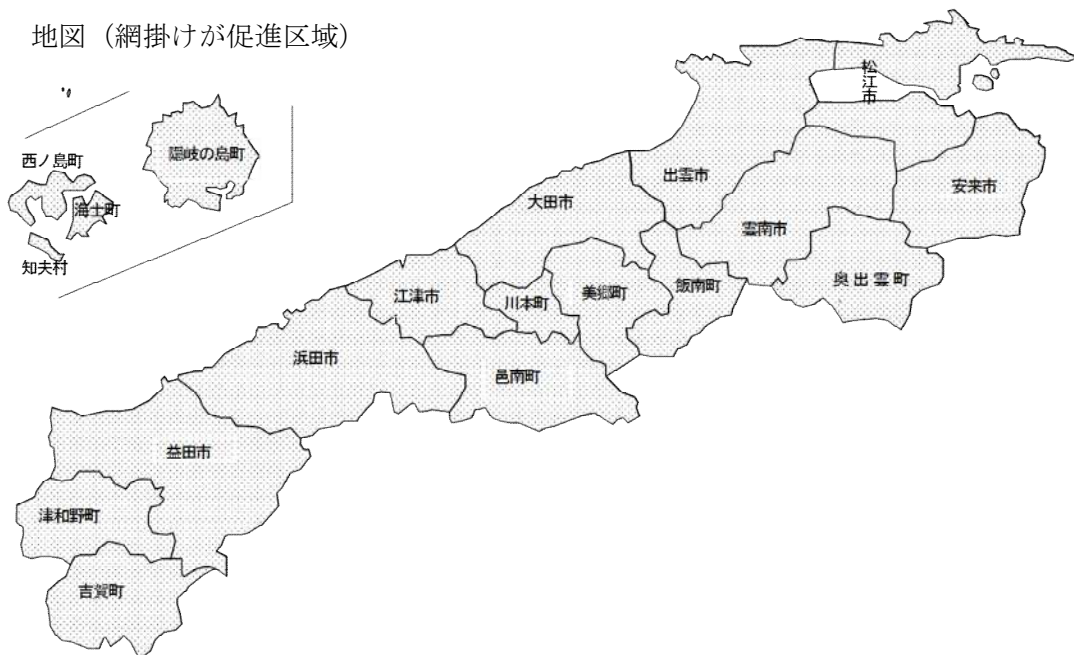 地図（網掛けが促進区域）
松江市
隠岐の島町
西ノ島町
海士町
知夫村
出雲市
安来市
大田市
雲南市
奥出雲町
飯南町
美郷町
川本町
江津市
浜田市
邑南町
益田市
津和野町
吉賀町